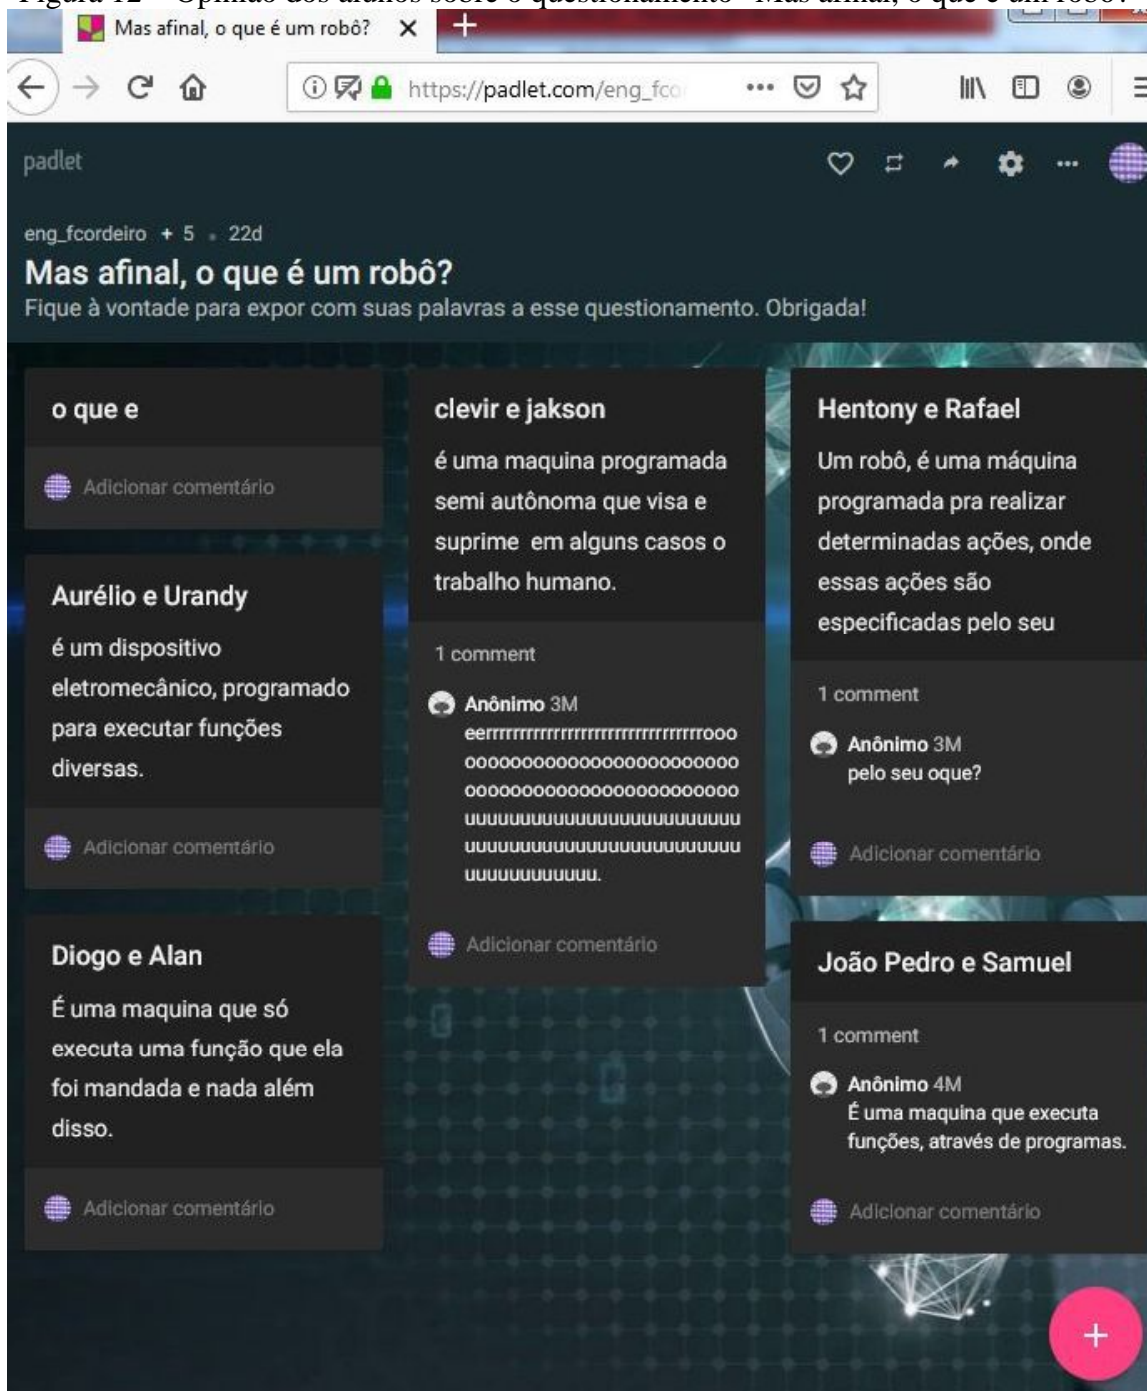 Figura 12 – Opinião dos alunos sobre o questionamento "Mas afinal, o que é um robô?"
Mas afinal, o que é um robô?
https://padlet.com/eng_fco
padlet
eng_fcordeiro + 5 • 22d
Mas afinal, o que é um robô?
Fique à vontade para expor com suas palavras a esse questionamento. Obrigada!
o que e
Adicionar comentário
Aurélio e Urandy
é um dispositivo
eletromecânico, programado
para executar funções
diversas.
Adicionar comentário
Diogo e Alan
É uma maquina que só
executa uma função que ela
foi mandada e nada além
disso.
Adicionar comentário
clevir e jakson
é uma maquina programada
semi autônoma que visa e
suprime em alguns casos o
trabalho humano.
1 comment
Anônimo 3M
eerrrrrrrrrrrrrrrrrrrrrrrrrrrrrrrrrooo
ooooooooooooooooooooooooo
ooooooooooooooooooooooooo
uuuuuuuuuuuuuuuuuuuuuuuuu
uuuuuuuuuuuuuuuuuuuuuuuuu
uuuuuuuuuuuu.
Adicionar comentário
Hentony e Rafael
Um robô, é uma máquina
programada pra realizar
determinadas ações, onde
essas ações são
especificadas pelo seu
1 comment
Anônimo 3M
pelo seu oque?
Adicionar comentário
João Pedro e Samuel
1 comment
Anônimo 4M
É uma maquina que executa
funções, através de programas.
Adicionar comentário